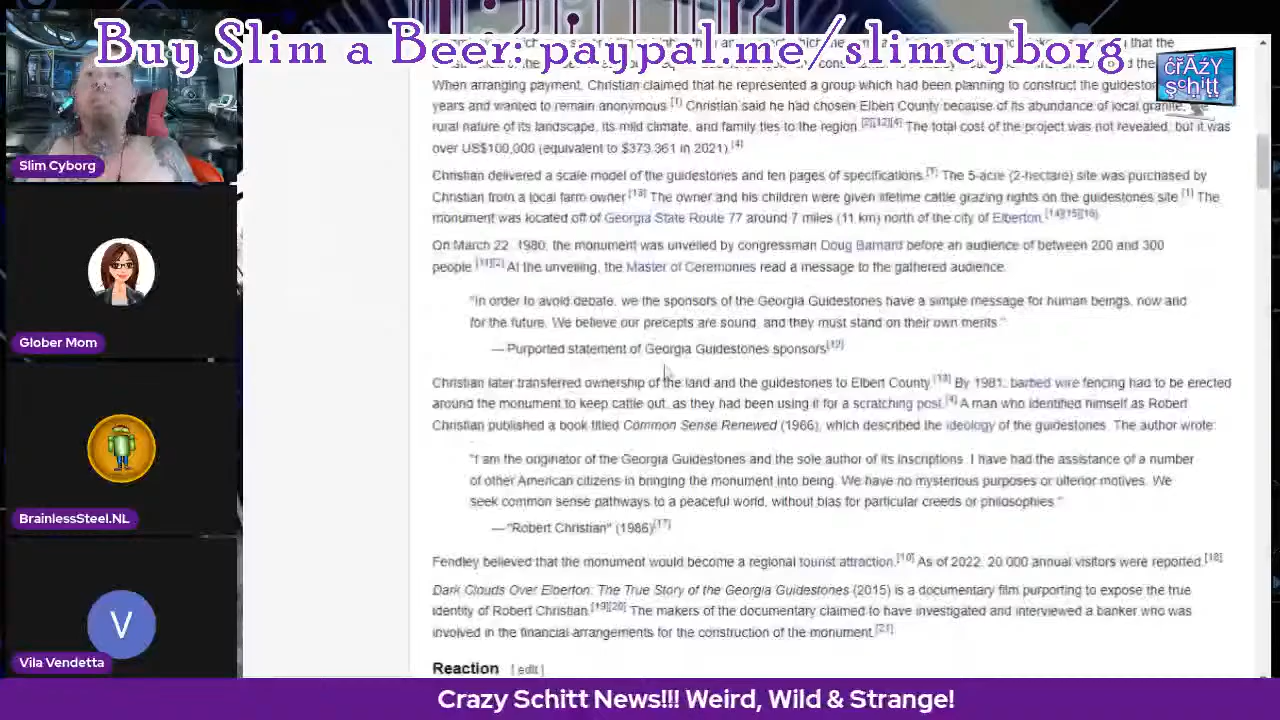 Buy Slim a Beer: paypal.me/slimcyborg
crAZY
Schitt
When arranging payment, Christian claimed that he represented a group which had been planning to construct the guidestones
years and wanted to remain anonymous.[1] Christian said he had chosen Elbert County because of its abundance of local granite, the
rural nature of its landscape, its mild climate, and family ties to the region.[2][12][4] The total cost of the project was not revealed, but it was
over US$100,000 (equivalent to $373,361 in 2021).[4]
Christian delivered a scale model of the guidestones and ten pages of specifications.[7] The 5-acre (2-hectare) site was purchased by
Christian from a local farm owner.[13] The owner and his children were given lifetime cattle grazing rights on the guidestones site.[1] The
monument was located off of Georgia State Route 77 around 7 miles (11 km) north of the city of Elberton.[14][15][16]
On March 22, 1980, the monument was unveiled by congressman Doug Barnard before an audience of between 200 and 300
people.[11][2] At the unveiling, the Master of Ceremonies read a message to the gathered audience:
"In order to avoid debate, we the sponsors of the Georgia Guidestones have a simple message for human beings, now and
for the future. We believe our precepts are sound, and they must stand on their own merits."
— Purported statement of Georgia Guidestones sponsors[12]
Christian later transferred ownership of the land and the guidestones to Elbert County.[13] By 1981, barbed wire fencing had to be erected
around the monument to keep cattle out, as they had been using it for a scratching post.[4] A man who identified himself as Robert
Christian published a book titled Common Sense Renewed (1986), which described the ideology of the guidestones. The author wrote:
"I am the originator of the Georgia Guidestones and the sole author of its inscriptions. I have had the assistance of a number
of other American citizens in bringing the monument into being. We have no mysterious purposes or ulterior motives. We
seek common sense pathways to a peaceful world, without bias for particular creeds or philosophies."
— "Robert Christian" (1986)[17]
Fendley believed that the monument would become a regional tourist attraction.[10] As of 2022, 20,000 annual visitors were reported.[18]
Dark Clouds Over Elberton: The True Story of the Georgia Guidestones (2015) is a documentary film purporting to expose the true
identity of Robert Christian.[19][20] The makers of the documentary claimed to have investigated and interviewed a banker who was
involved in the financial arrangements for the construction of the monument.[21]
Reaction [ edit ]
Slim Cyborg
Glober Mom
BrainlessSteel.NL
V
Vila Vendetta
Crazy Schitt News!!! Weird, Wild & Strange!